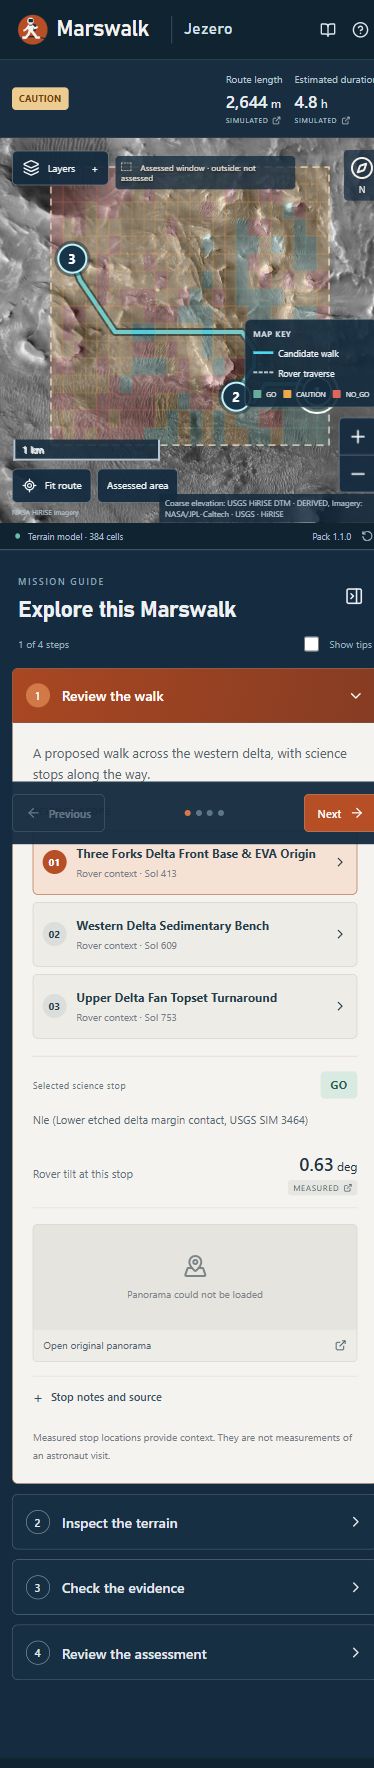 Marswalk
Jezero
CAUTION
Route length
2,644 m
SIMULATED
Estimated duration
4.8 h
SIMULATED
Layers +
Assessed window · outside: not
assessed
N
3
2
MAP KEY
Candidate walk
Rover traverse
GO
CAUTION
NO_GO
1 km
+
−
Fit route
Assessed area
NASA HiRISE imagery
Coarse elevation: USGS HiRISE DTM · DERIVED, Imagery:
NASA/JPL-Caltech · USGS · HiRISE
Terrain model · 384 cells
Pack 1.1.0
MISSION GUIDE
Explore this Marswalk
1 of 4 steps
Show tips
1 Review the walk
A proposed walk across the western delta, with science
stops along the way.
Previous
Next
01 Three Forks Delta Front Base & EVA Origin
Rover context · Sol 413
02 Western Delta Sedimentary Bench
Rover context · Sol 609
03 Upper Delta Fan Topset Turnaround
Rover context · Sol 753
Selected science stop
GO
Nle (Lower etched delta margin contact, USGS SIM 3464)
Rover tilt at this stop
0.63 deg
MEASURED
Panorama could not be loaded
Open original panorama
+ Stop notes and source
Measured stop locations provide context. They are not measurements of
an astronaut visit.
2 Inspect the terrain
3 Check the evidence
4 Review the assessment